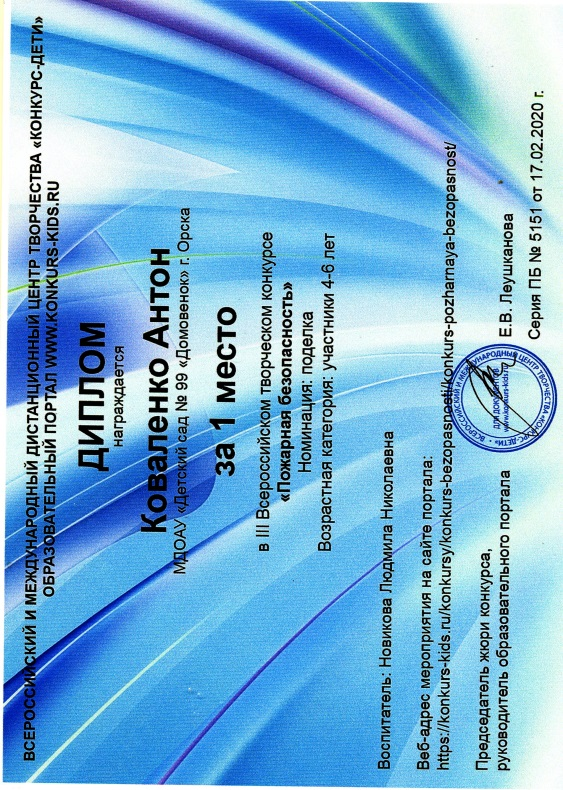 ВСЕРОССИЙСКИЙ И МЕЖДУНАРОДНЫЙ ДИСТАНЦИОННЫЙ ЦЕНТР ТВОРЧЕСТВА «КОНКУРС-ДЕТИ»
ОБРАЗОВАТЕЛЬНЫЙ ПОРТАЛ WWW.KONKURS-KIDS.RU
ДИПЛОМ
награждается
Коваленко Антон
МДОАУ «Детский сад № 99 «Домовенок» г. Орска
за 1 место
в III Всероссийском творческом конкурсе
«Пожарная безопасность»
Номинация: поделка
Возрастная категория: участники 4-6 лет
Воспитатель: Новикова Людмила Николаевна
Веб-адрес мероприятия на сайте портала:
https://konkurs-kids.ru/konkursy/konkurs-bezopasnosti/konkurs-pozharnaya-bezopasnost/
Председатель жюри конкурса,
руководитель образовательного портала
Е.В. Леушканова
Серия ПБ № 5151 от 17.02.2020 г.
ВСЕРОССИЙСКИЙ И МЕЖДУНАРОДНЫЙ ЦЕНТР ТВОРЧЕСТВА «КОНКУРС-ДЕТИ»
ДЛЯ ДОКУМЕНТОВ
www.konkurs-kids.ru